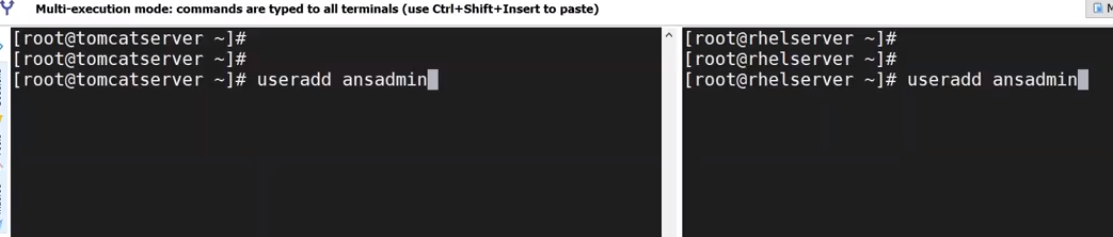 Multi-execution mode: commands are typed to all terminals (use Ctrl+Shift+Insert to paste)
[root@tomcatserver ~]#
[root@tomcatserver ~]#
[root@tomcatserver ~]# useradd ansadmin
[root@rhelserver ~]#
[root@rhelserver ~]#
[root@rhelserver ~]# useradd ansadmin